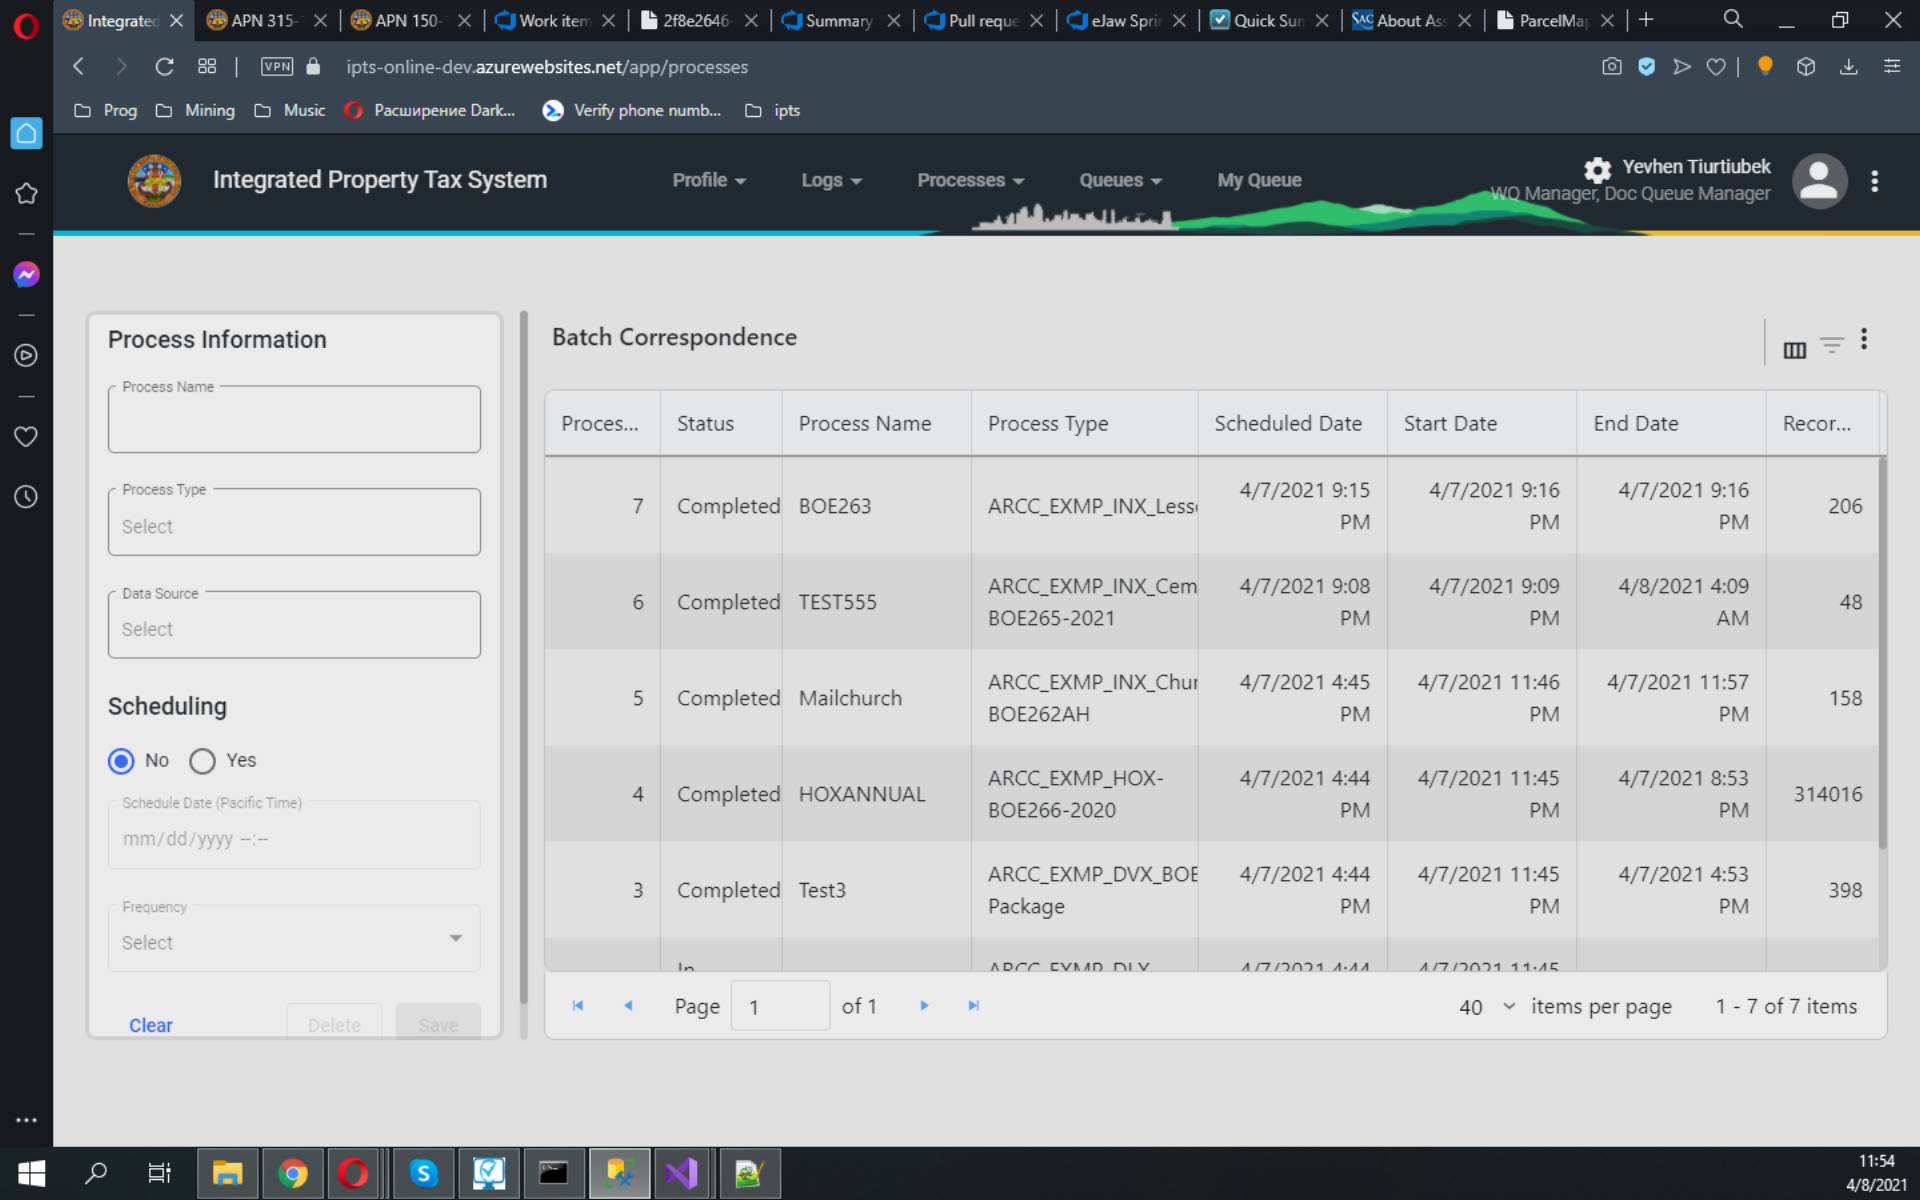 Integrated
APN 315-
APN 150-
Work item
2f8e2646-
Summary
Pull reque
eJaw Sprin
Quick Sum
SAC About Ass
ParcelMap
VPN
ipts-online-dev.azurewebsites.net/app/processes
Prog
Mining
Music
Расширение Dark...
Verify phone numb...
ipts
Integrated Property Tax System
Profile
Logs
Processes
Queues
My Queue
Yevhen Tiurtiubek
WQ Manager, Doc Queue Manager
Process Information
Process Name
Process Type
Select
Data Source
Select
Scheduling
No
Yes
Schedule Date (Pacific Time)
mm/dd/yyyy --:--
Frequency
Select
Clear
Delete
Save
Batch Correspondence
Proces... Status Process Name Process Type Scheduled Date Start Date End Date Recor...
7 Completed BOE263 ARCC_EXMP_INX_Less 4/7/2021 9:15 PM 4/7/2021 9:16 PM 4/7/2021 9:16 PM 206
6 Completed TEST555 ARCC_EXMP_INX_Cem BOE265-2021 4/7/2021 9:08 PM 4/7/2021 9:09 PM 4/8/2021 4:09 AM 48
5 Completed Mailchurch ARCC_EXMP_INX_Chur BOE262AH 4/7/2021 4:45 PM 4/7/2021 11:46 PM 4/7/2021 11:57 PM 158
4 Completed HOXANNUAL ARCC_EXMP_HOX-BOE266-2020 4/7/2021 4:44 PM 4/7/2021 11:45 PM 4/7/2021 8:53 PM 314016
3 Completed Test3 ARCC_EXMP_DVX_BOE Package 4/7/2021 4:44 PM 4/7/2021 11:45 PM 4/7/2021 4:53 PM 398
In ARCC_EXMP_DLX 4/7/2021 4:44 4/7/2021 11:45
Page 1 of 1
40 items per page
1 - 7 of 7 items
11:54
4/8/2021